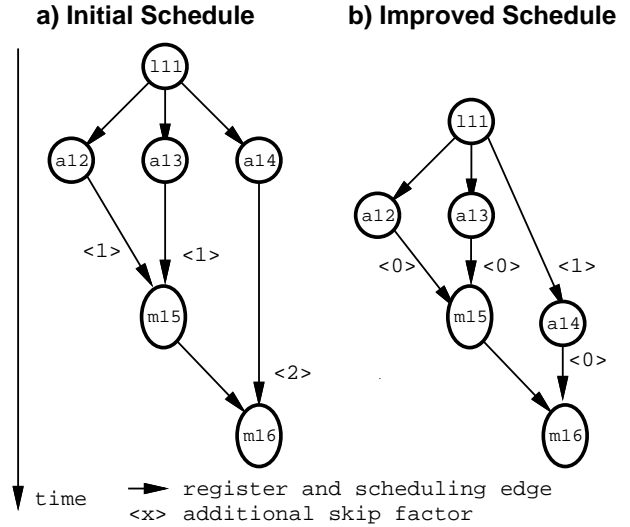 a) Initial Schedule
b) Improved Schedule
l11
l11
a12
a13
a14
a12
a13
<1>
<1>
<0>
<0>
<1>
m15
m15
a14
<2>
<0>
m16
m16
time
register and scheduling edge
<x> additional skip factor